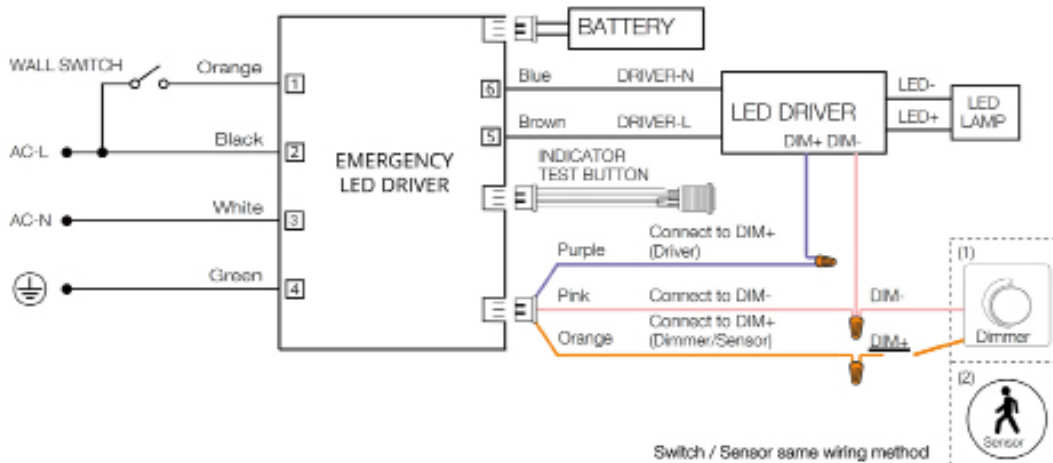 BATTERY
WALL SWITCH
Orange
1
6
Blue
DRIVER-N
LED DRIVER
LED-
LED+
LED
LAMP
DIM+ DIM-
AC-L
Black
2
5
Brown
DRIVER-L
EMERGENCY
LED DRIVER
INDICATOR
TEST BUTTON
AC-N
White
3
Purple
Connect to DIM+
(Driver)
Green
4
Pink
Connect to DIM-
DIM-
Orange
Connect to DIM+
(Dimmer/Sensor)
DIM+
(1)
Dimmer
(2)
Sensor
Switch / Sensor same wiring method